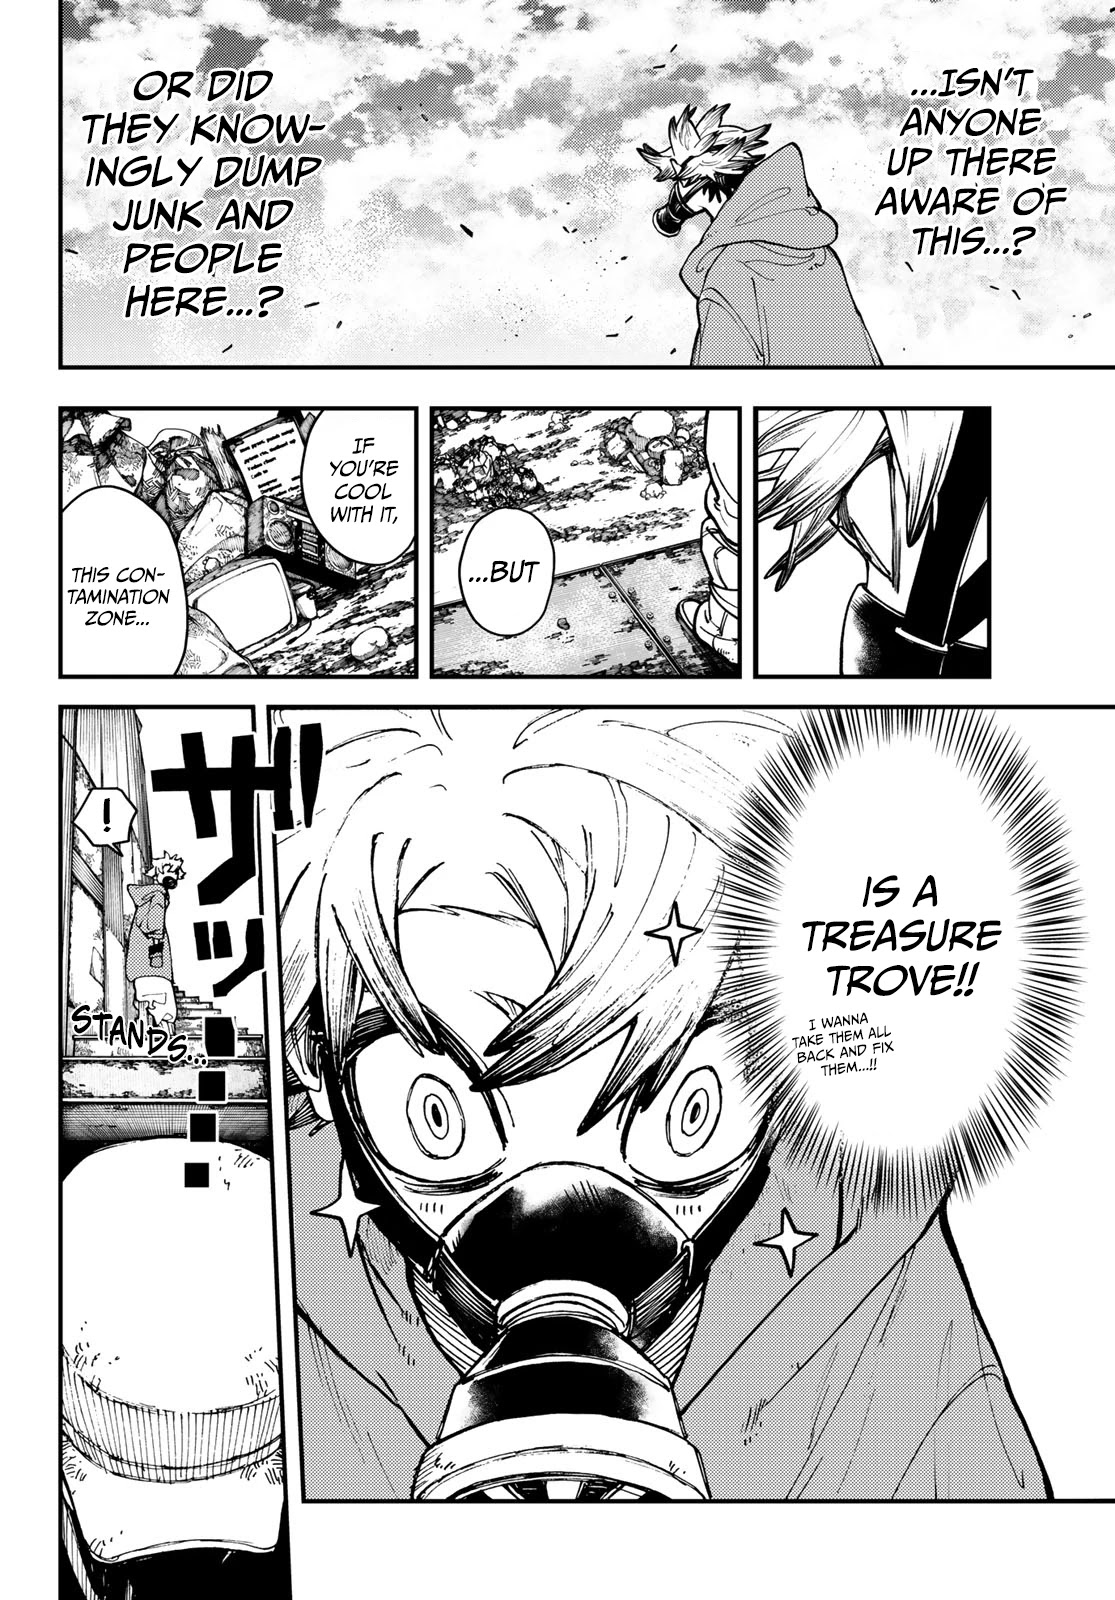 ...ISN'T
ANYONE
UP THERE
AWARE OF
THIS...?
OR DID
THEY KNOW-
INGLY DUMP
JUNK AND
PEOPLE
HERE...?
...BUT
IF
YOU'RE
COOL
WITH IT,
THIS CON-
TAMINATION
ZONE...
IS A
TREASURE
TROVE!!
I WANNA
TAKE THEM ALL
BACK AND FIX
THEM...!!
ザッ
!
STANDS...